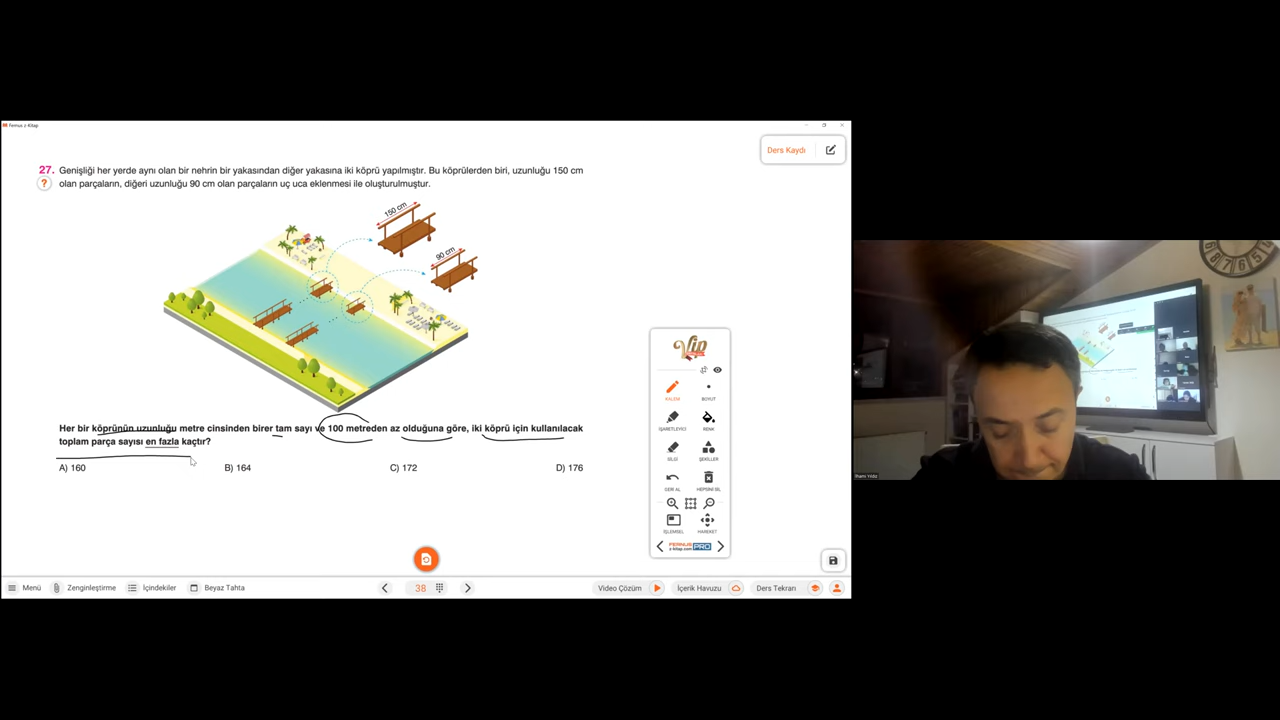 Fernus z-Kitap
Ders Kaydı
27. Genişliği her yerde aynı olan bir nehrin bir yakasından diğer yakasına iki köprü yapılmıştır. Bu köprülerden biri, uzunluğu 150 cm
? olan parçaların, diğeri uzunluğu 90 cm olan parçaların uç uca eklenmesi ile oluşturulmuştur.
150 cm
90 cm
Her bir köprünün uzunluğu metre cinsinden birer tam sayı ve 100 metreden az olduğuna göre, iki köprü için kullanılacak
toplam parça sayısı en fazla kaçtır?
A) 160 B) 164 C) 172 D) 176
Vip
KALEM BOYUT
İŞARETLEYİCİ RENK
SİLGİ ŞEKİLLER
GERİ AL HEPSİNİ SİL
İŞLEMSEL HAREKET
FERNUS z-kitap.com PRO
Menü Zenginleştirme İçindekiler Beyaz Tahta 38 Video Çözüm İçerik Havuzu Ders Tekrarı